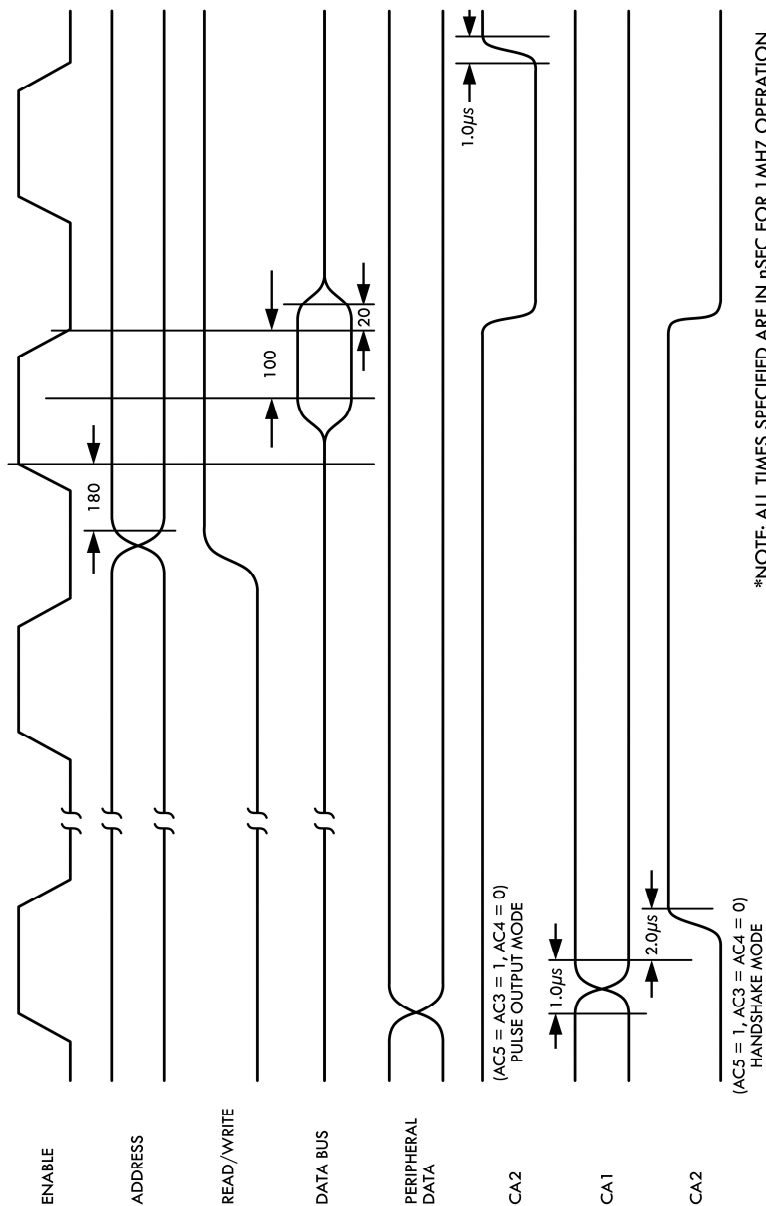 ENABLE
ADDRESS
180
READ/WRITE
DATA BUS
100
20
PERIPHERAL
DATA
CA2
(AC5 = AC3 = 1, AC4 = 0)
PULSE OUTPUT MODE
1.0μs
CA1
1.0μs
CA2
2.0μs
(AC5 = 1, AC3 = AC4 = 0)
HANDSHAKE MODE
*NOTE: ALL TIMES SPECIFIED ARE IN nSEC FOR 1MHZ OPERATION